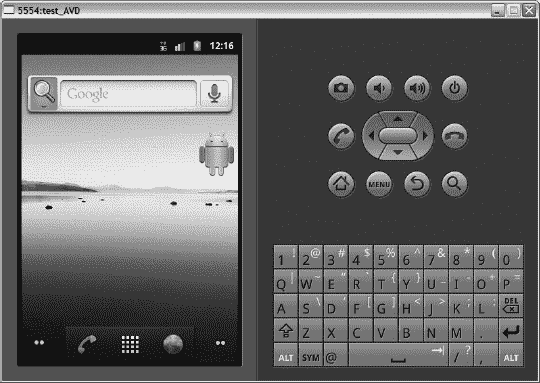 5554:test_AVD
3G 12:16
Google
MENU
1 ! 2 @ 3 # 4 $ 5 % 6 ^ 7 & 8 * 9 ( 0 )
Q | W ~ E " R ` T { Y } U _ I - O + P =
A S \ D ' F [ G ] H < J > K ; L : DEL
Z X C V B N M .
ALT SYM @ / ? , ALT